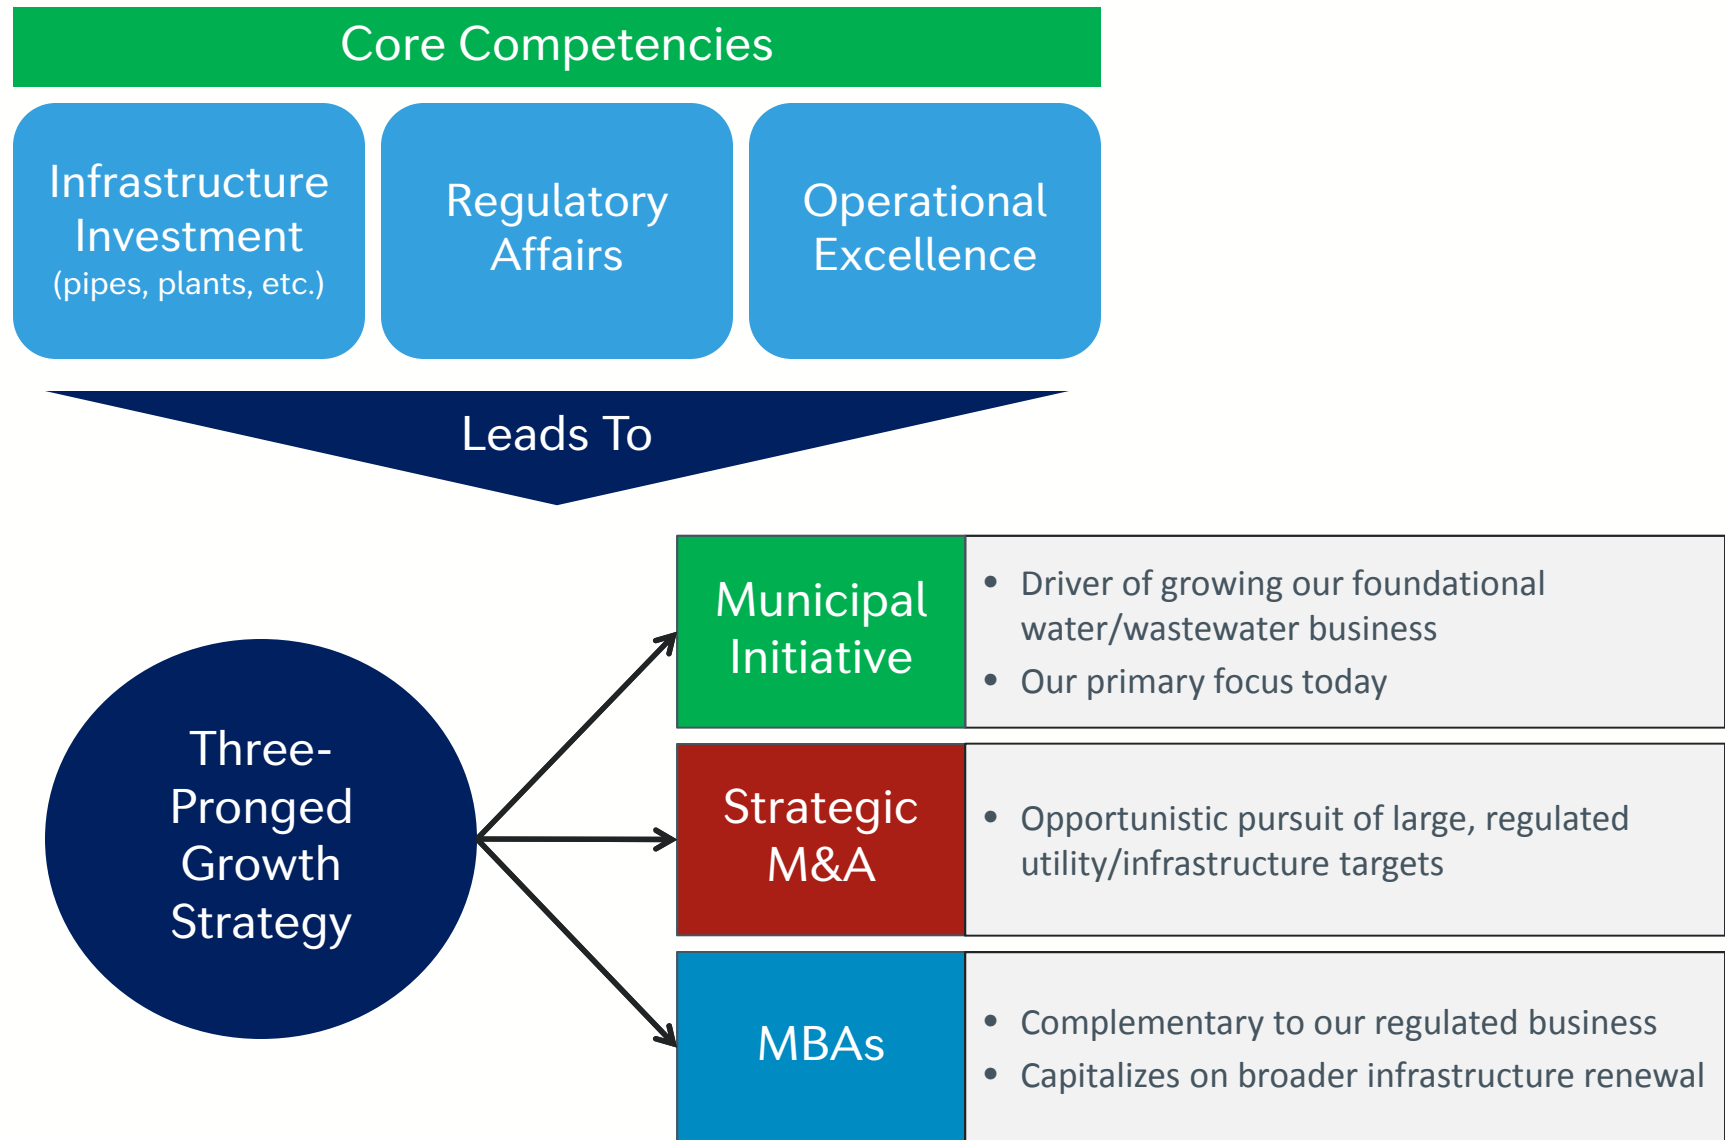 Core Competencies
Infrastructure
Investment
(pipes, plants, etc.)
Regulatory
Affairs
Operational
Excellence
Leads To
Three-
Pronged
Growth
Strategy
Municipal
Initiative
• Driver of growing our foundational
water/wastewater business
• Our primary focus today
Strategic
M&A
• Opportunistic pursuit of large, regulated
utility/infrastructure targets
MBAs
• Complementary to our regulated business
• Capitalizes on broader infrastructure renewal